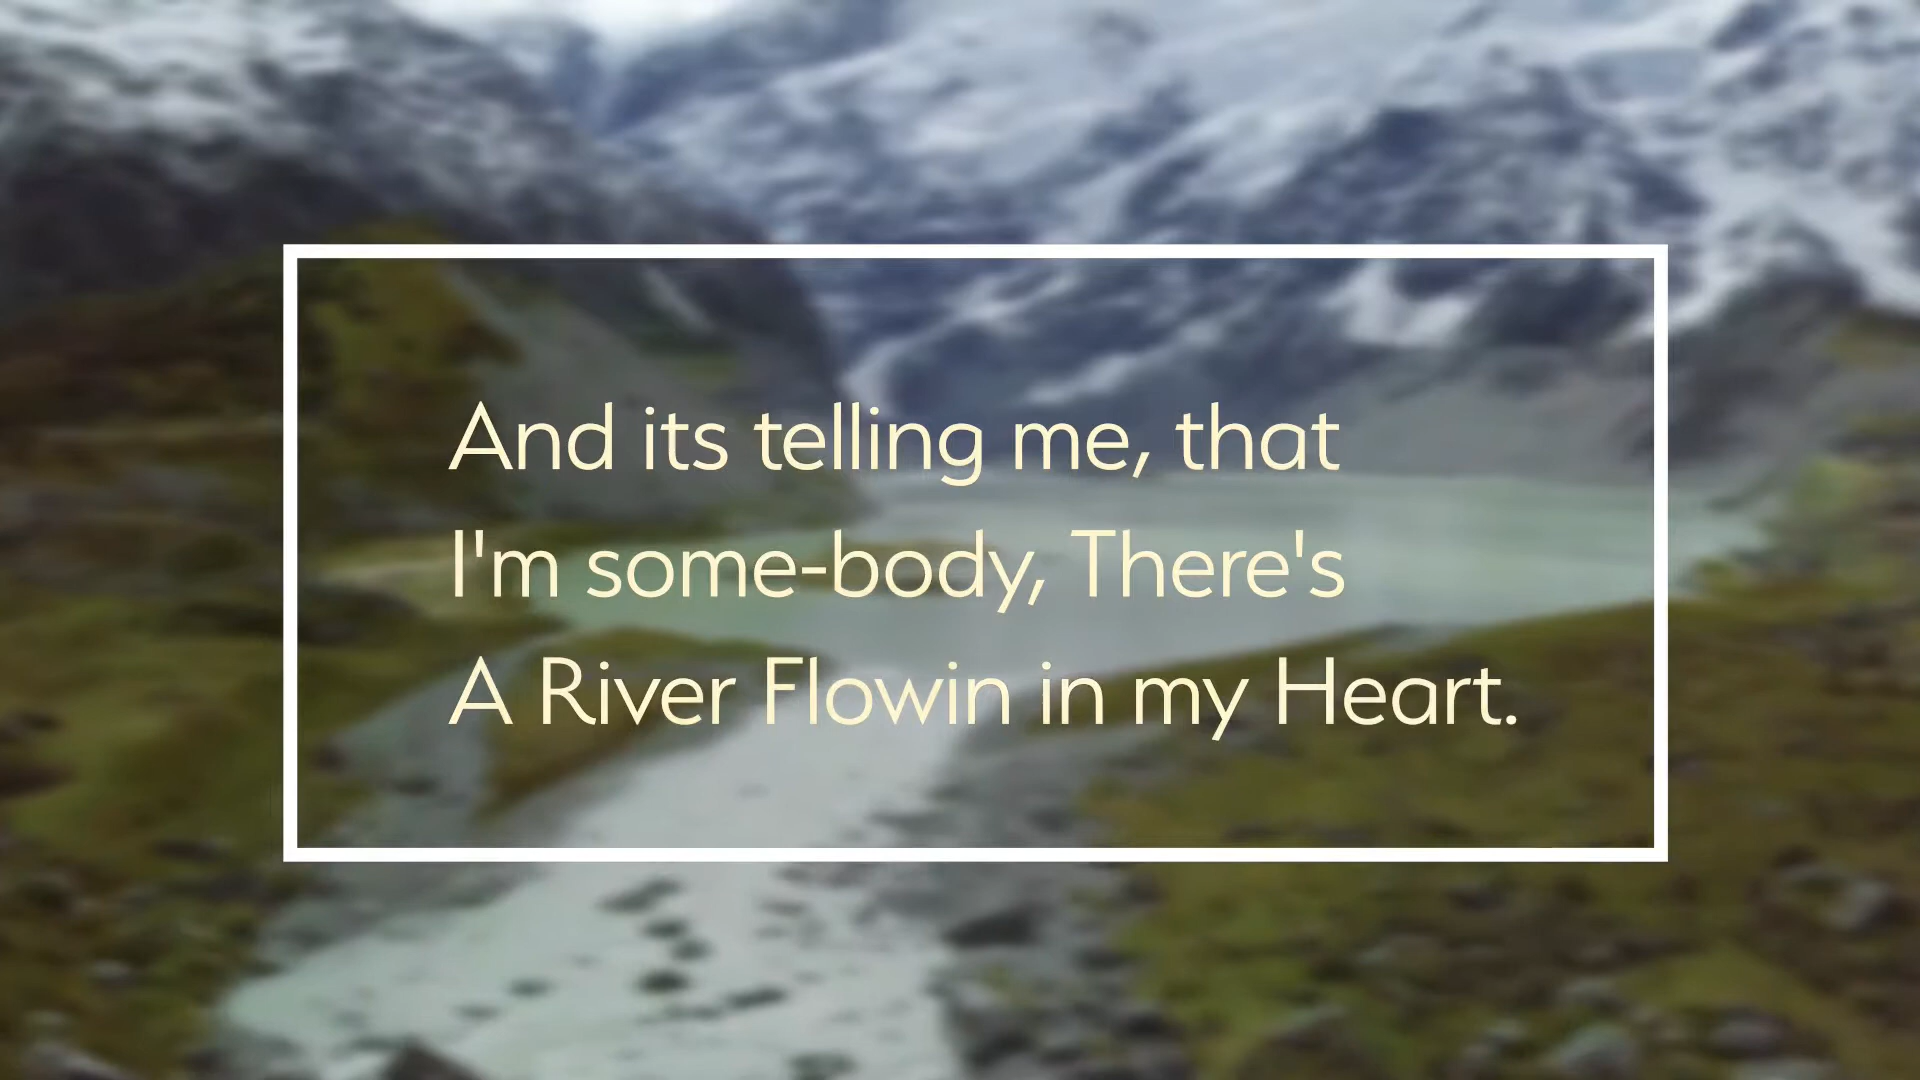 And its telling me, that
I'm some-body, There's
A River Flowin in my Heart.